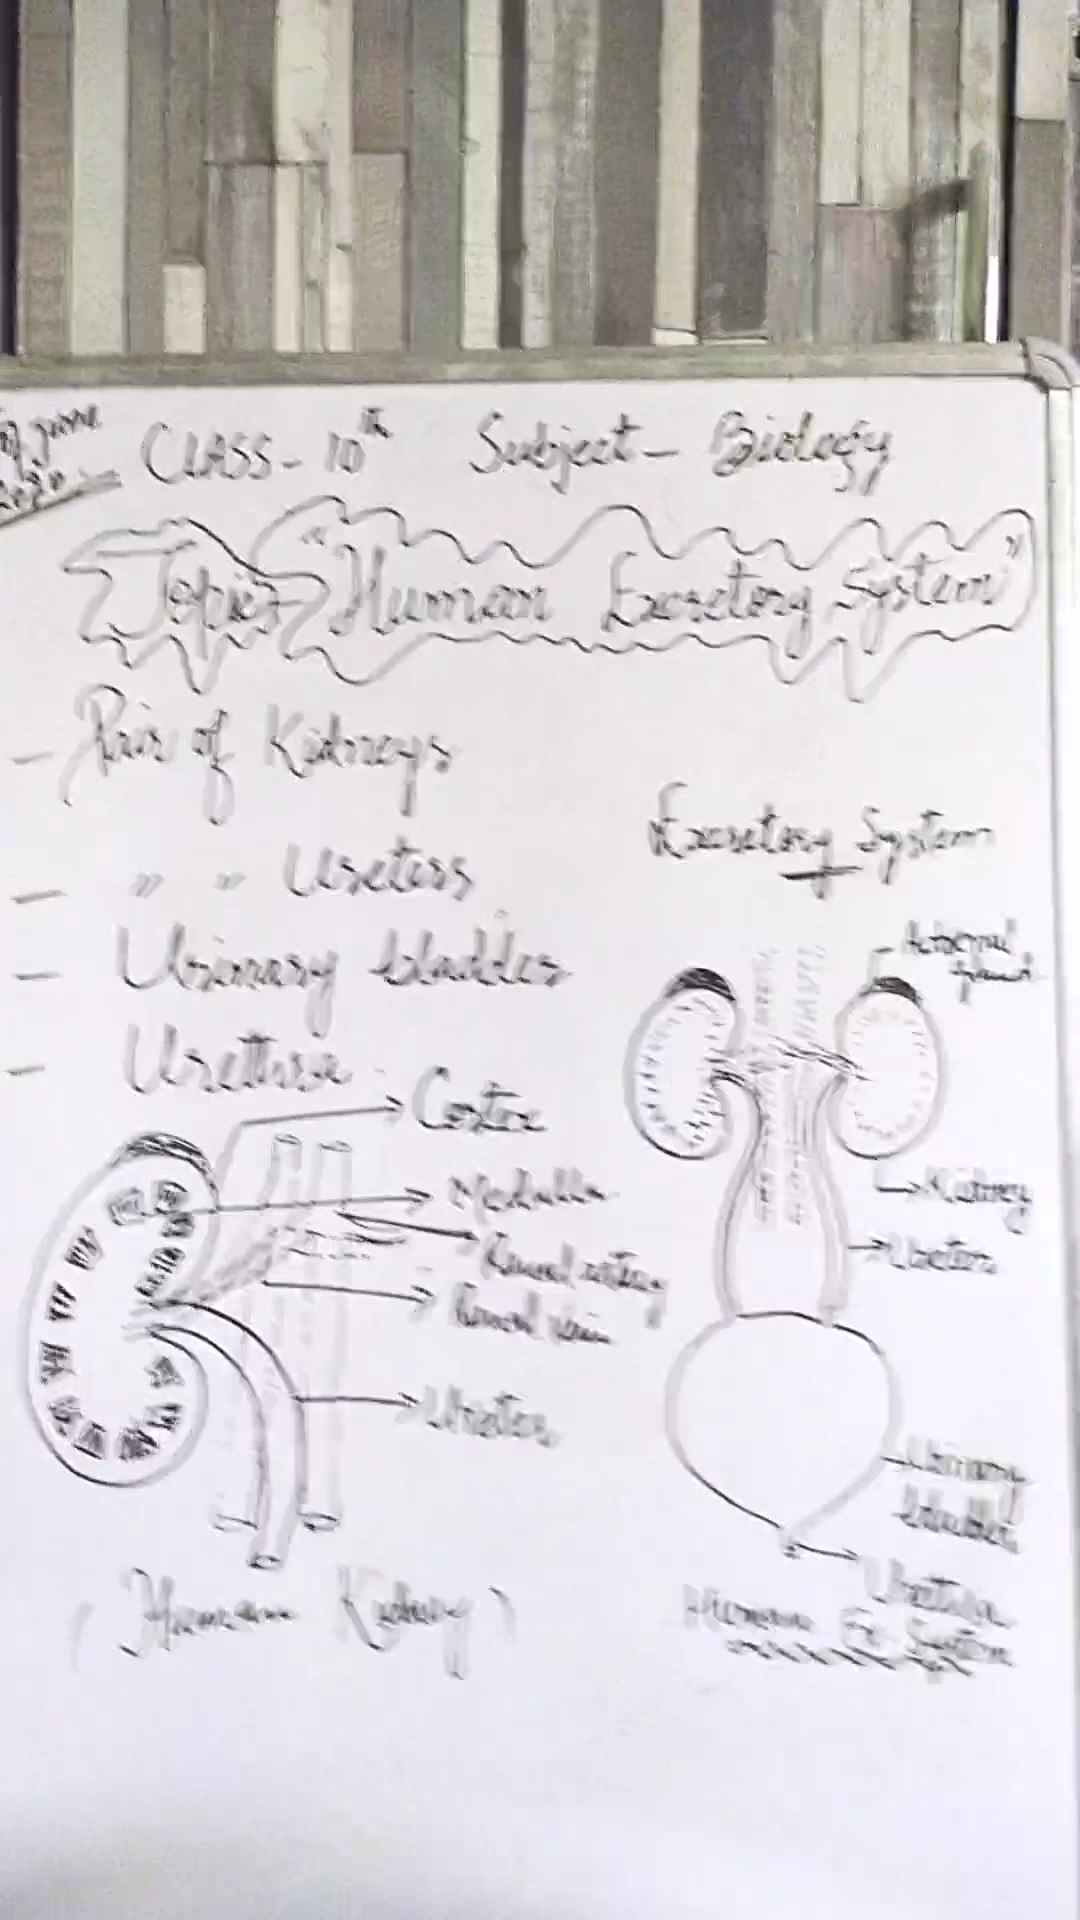 CLASS - 10th Subject - Biology
Topic - "Human Excretory System"
- Pair of Kidneys
- " " Ureters
- Urinary bladder
- Urethra
Excretory System
Adrenal gland
Kidney
Ureter
Urinary bladder
Urethra
Human Ex. System
Cortex
Medulla
Renal artery
Renal vein
Ureter
(Human Kidney)